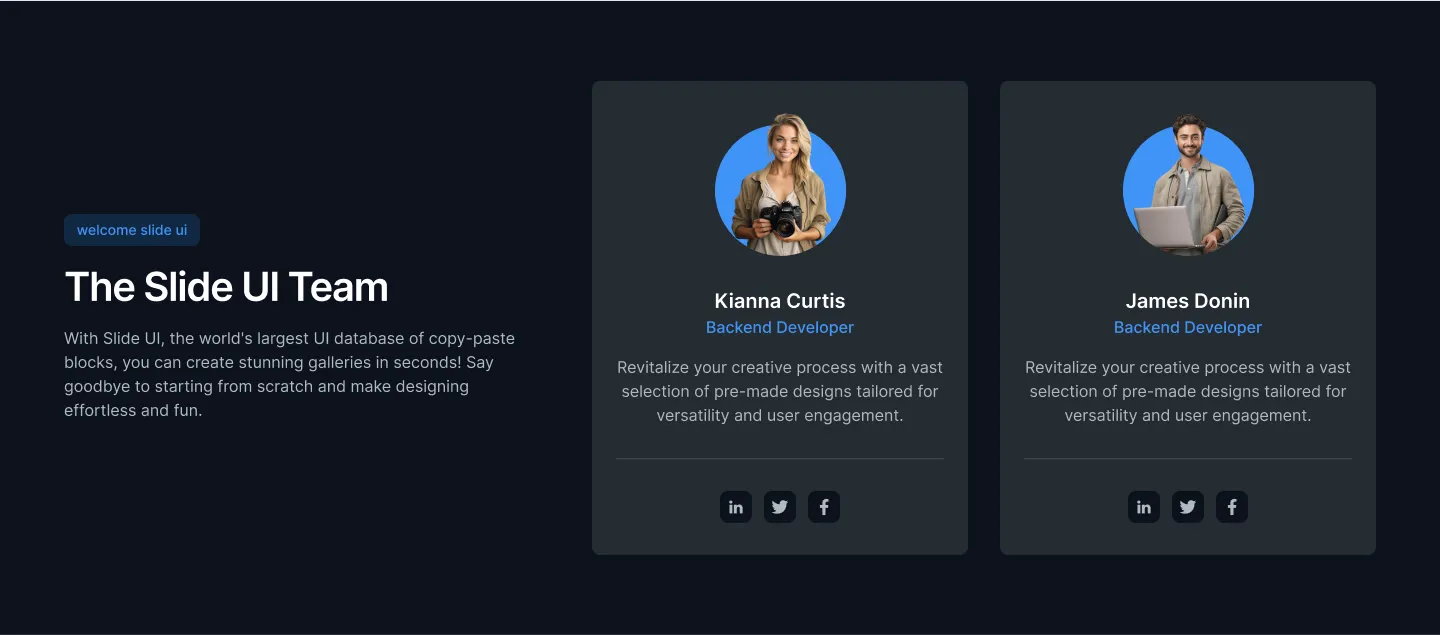 welcome slide ui
The Slide UI Team
With Slide UI, the world's largest UI database of copy-paste
blocks, you can create stunning galleries in seconds! Say
goodbye to starting from scratch and make designing
effortless and fun.
Kianna Curtis
Backend Developer
Revitalize your creative process with a vast
selection of pre-made designs tailored for
versatility and user engagement.
in
f
James Donin
Backend Developer
Revitalize your creative process with a vast
selection of pre-made designs tailored for
versatility and user engagement.
in
f